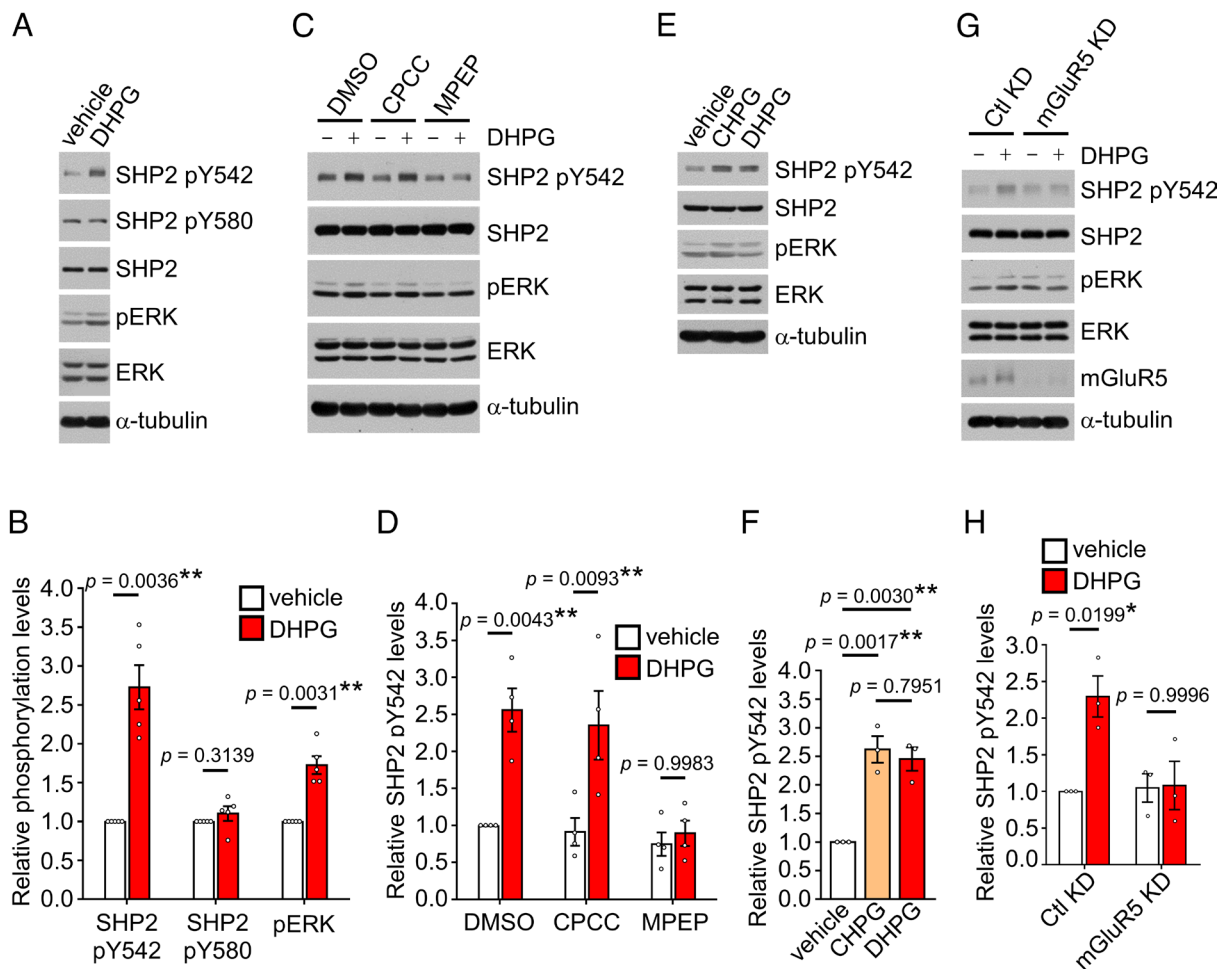 A
vehicle
DHPG
SHP2 pY542
SHP2 pY580
SHP2
pERK
ERK
α-tubulin
C
DMSO
CPCC
MPEP
– + – + – + DHPG
SHP2 pY542
SHP2
pERK
ERK
α-tubulin
E
vehicle
CHPG
DHPG
SHP2 pY542
SHP2
pERK
ERK
α-tubulin
G
Ctl KD
mGluR5 KD
– + – + DHPG
SHP2 pY542
SHP2
pERK
ERK
mGluR5
α-tubulin
B
Relative phosphorylation levels
4.0
3.5
3.0
2.5
2.0
1.5
1.0
0.5
0.0
p = 0.0036**
p = 0.3139
p = 0.0031**
vehicle
DHPG
SHP2
pY542
SHP2
pY580
pERK
D
Relative SHP2 pY542 levels
4.0
3.5
3.0
2.5
2.0
1.5
1.0
0.5
0.0
p = 0.0043**
p = 0.0093**
p = 0.9983
vehicle
DHPG
DMSO
CPCC
MPEP
F
Relative SHP2 pY542 levels
4.0
3.5
3.0
2.5
2.0
1.5
1.0
0.5
0.0
p = 0.0030**
p = 0.0017**
p = 0.7951
vehicle
CHPG
DHPG
H
vehicle
DHPG
Relative SHP2 pY542 levels
3.0
2.5
2.0
1.5
1.0
0.5
0.0
p = 0.0199*
p = 0.9996
Ctl KD
mGluR5 KD